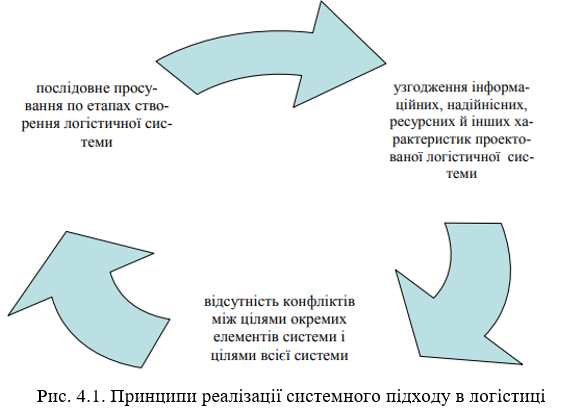 послідовне просу-
вання по етапах ство-
рення логістичної сис-
теми
узгодження інформа-
ційних, надійнісних,
ресурсних й інших ха-
рактеристик проекто-
ваної логістичної сис-
теми
відсутність конфліктів
між цілями окремих
елементів системи і
цілями всієї системи
Рис. 4.1. Принципи реалізації системного підходу в логістиці